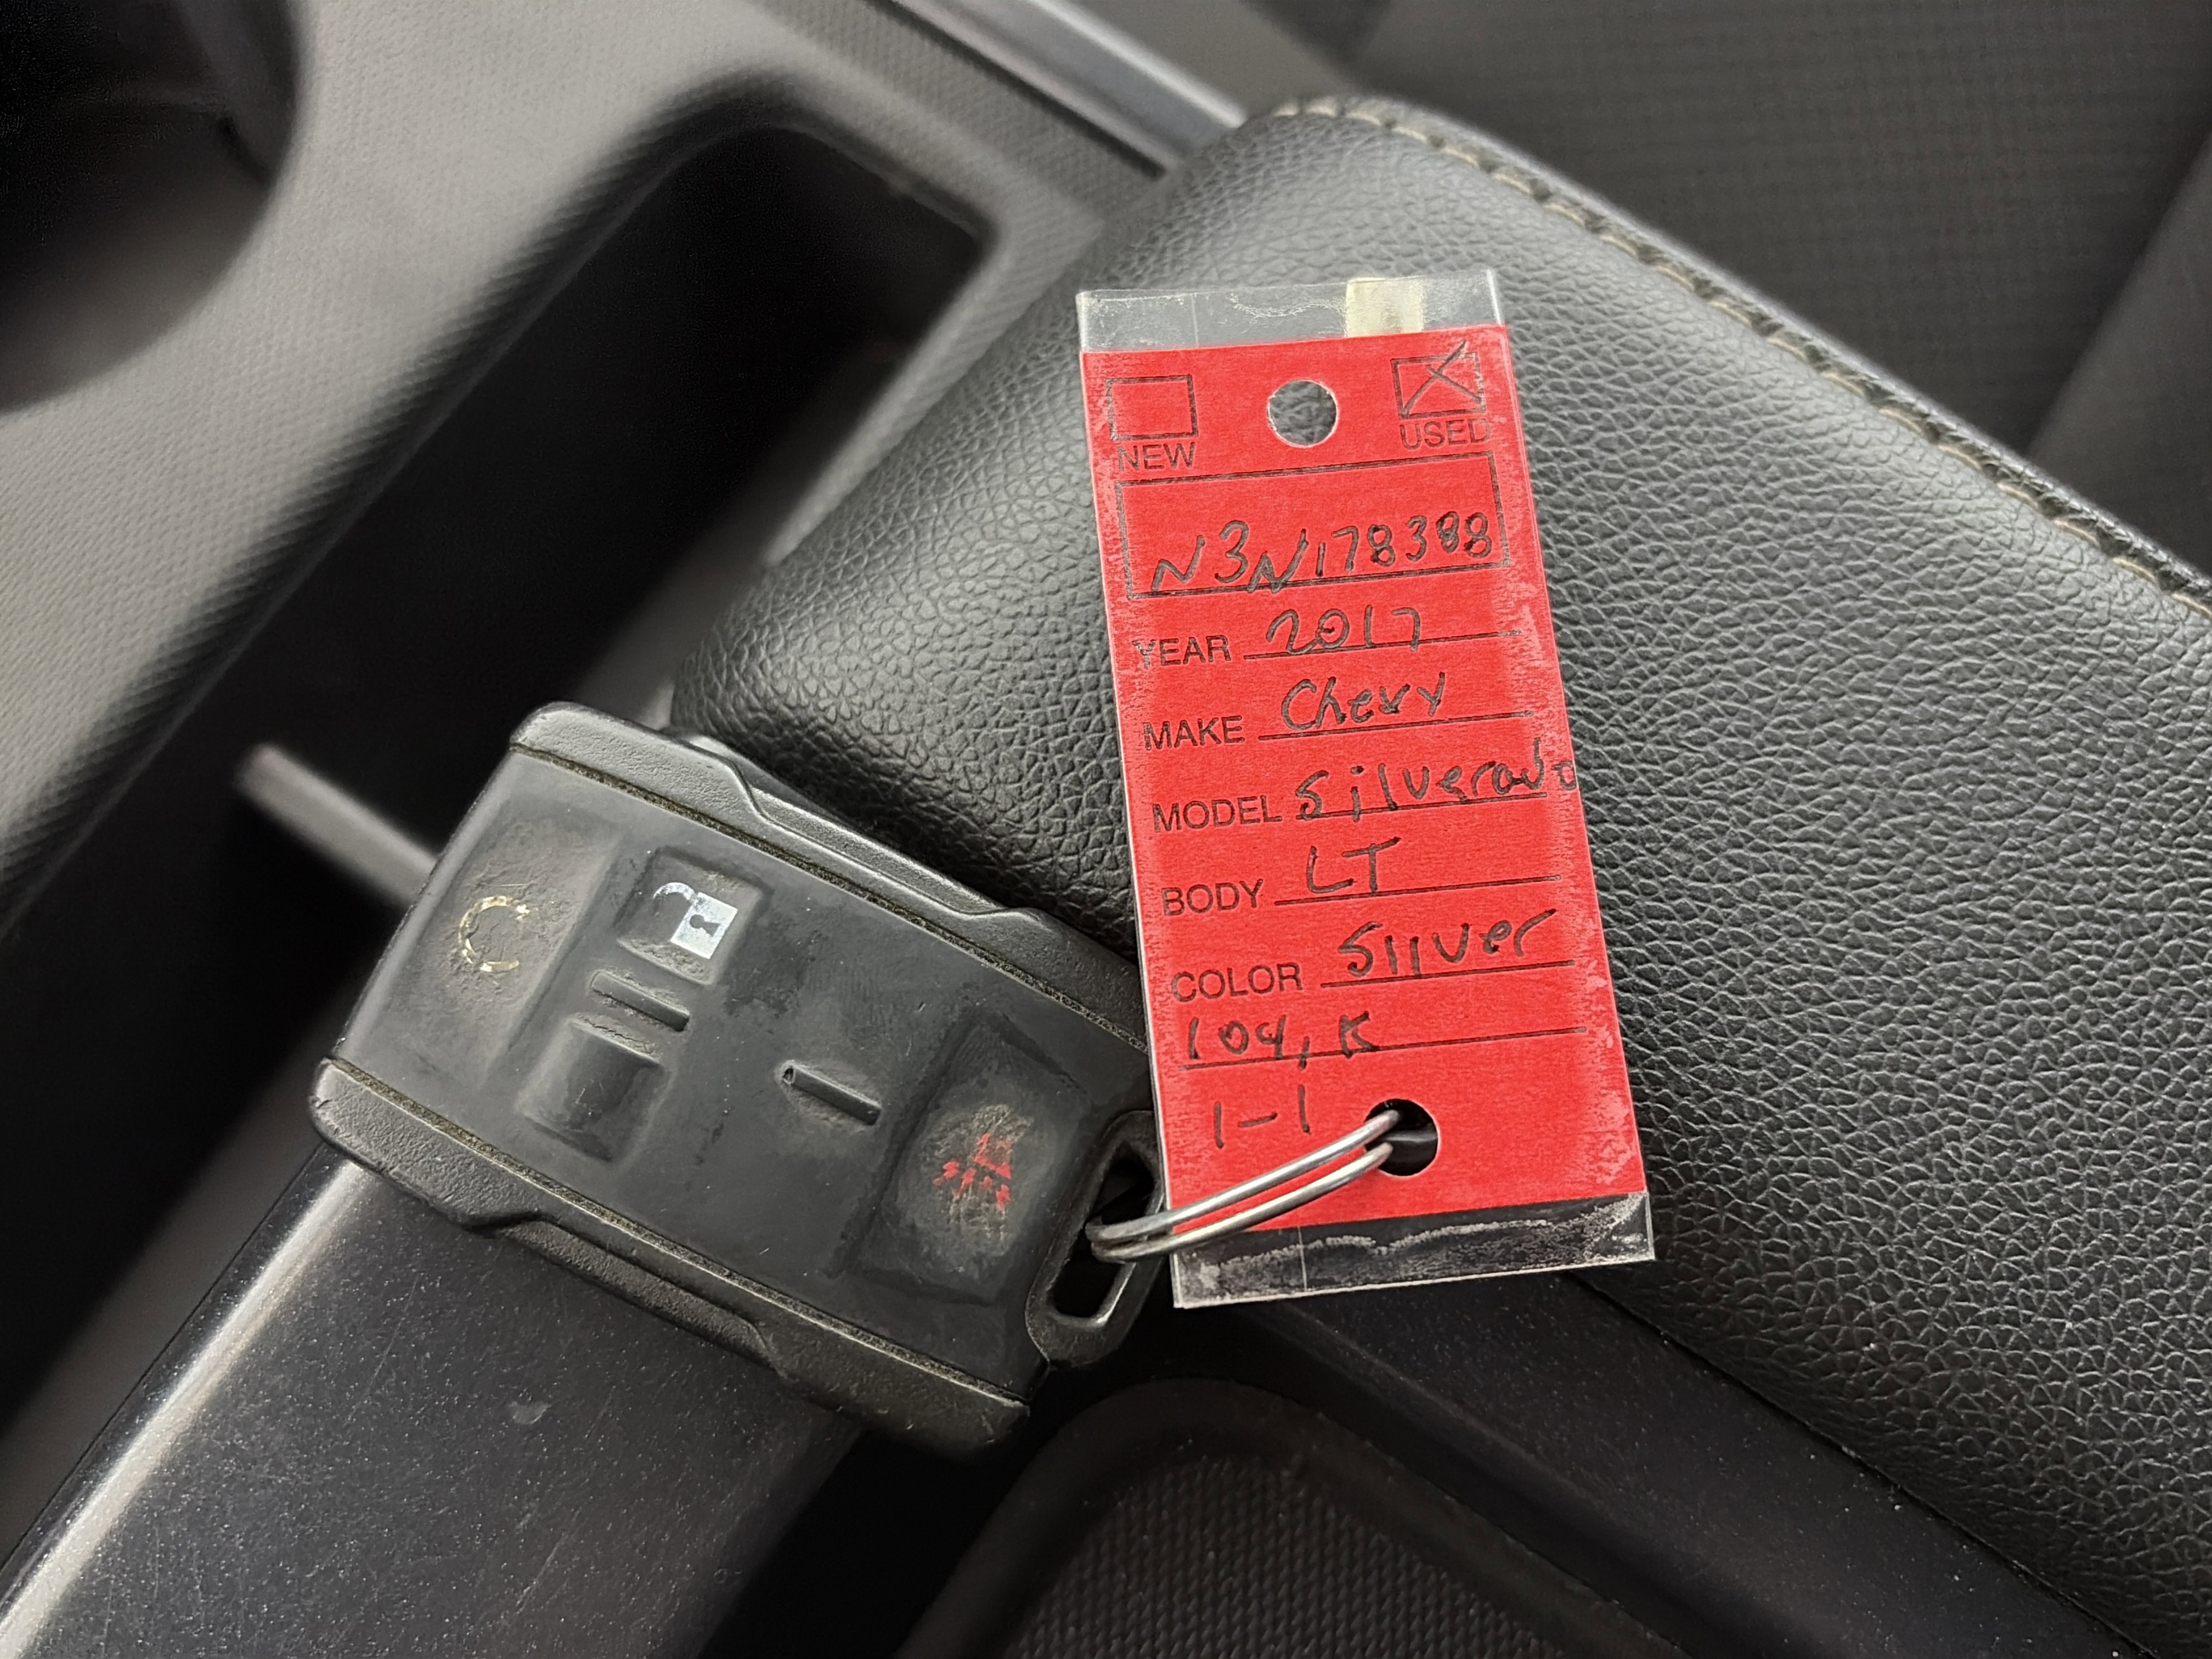 NEW USED
N3N178388
YEAR 2017
MAKE Chevy
MODEL Silverado
BODY LT
COLOR Silver
104,K
1-1